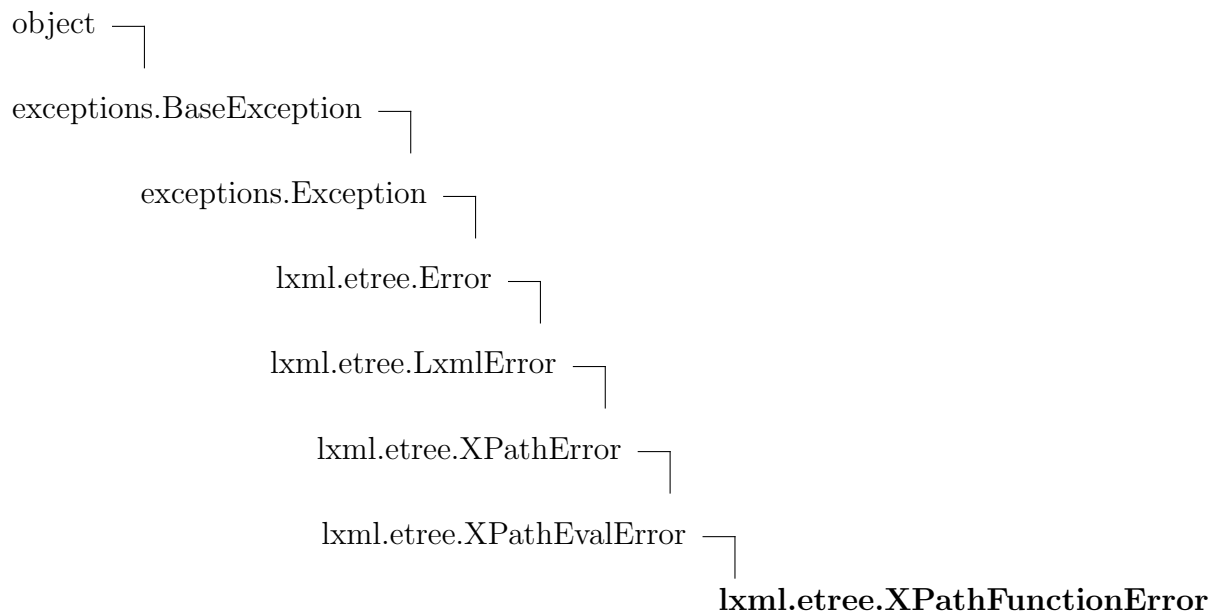 object
exceptions.BaseException
exceptions.Exception
lxml.etree.Error
lxml.etree.LxmlError
lxml.etree.XPathError
lxml.etree.XPathEvalError
lxml.etree.XPathFunctionError